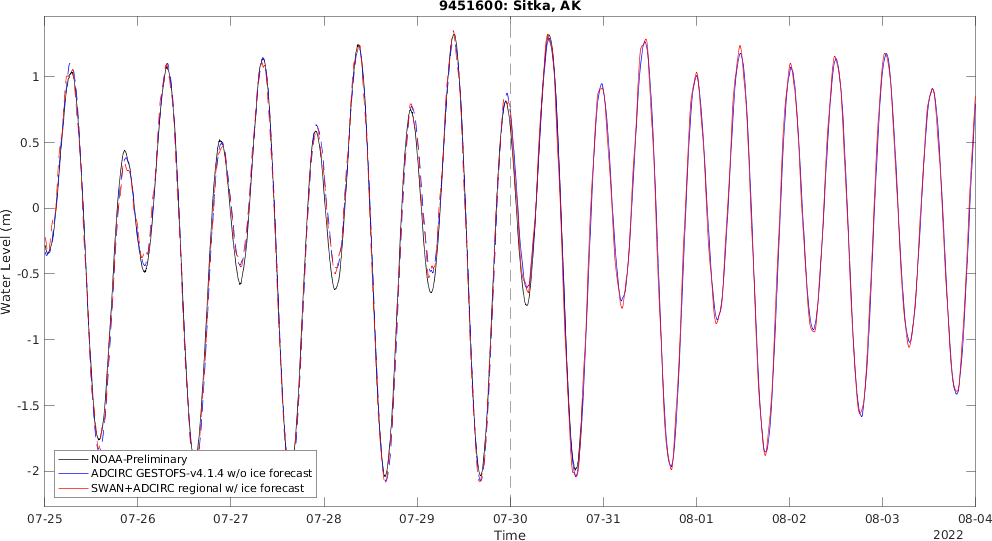 9451600: Sitka, AK
Water Level (m)
1
0.5
0
-0.5
-1
-1.5
-2
NOAA-Preliminary
ADCIRC GESTOFS-v4.1.4 w/o ice forecast
SWAN+ADCIRC regional w/ ice forecast
07-25 07-26 07-27 07-28 07-29 07-30 07-31 08-01 08-02 08-03 08-04
Time
2022